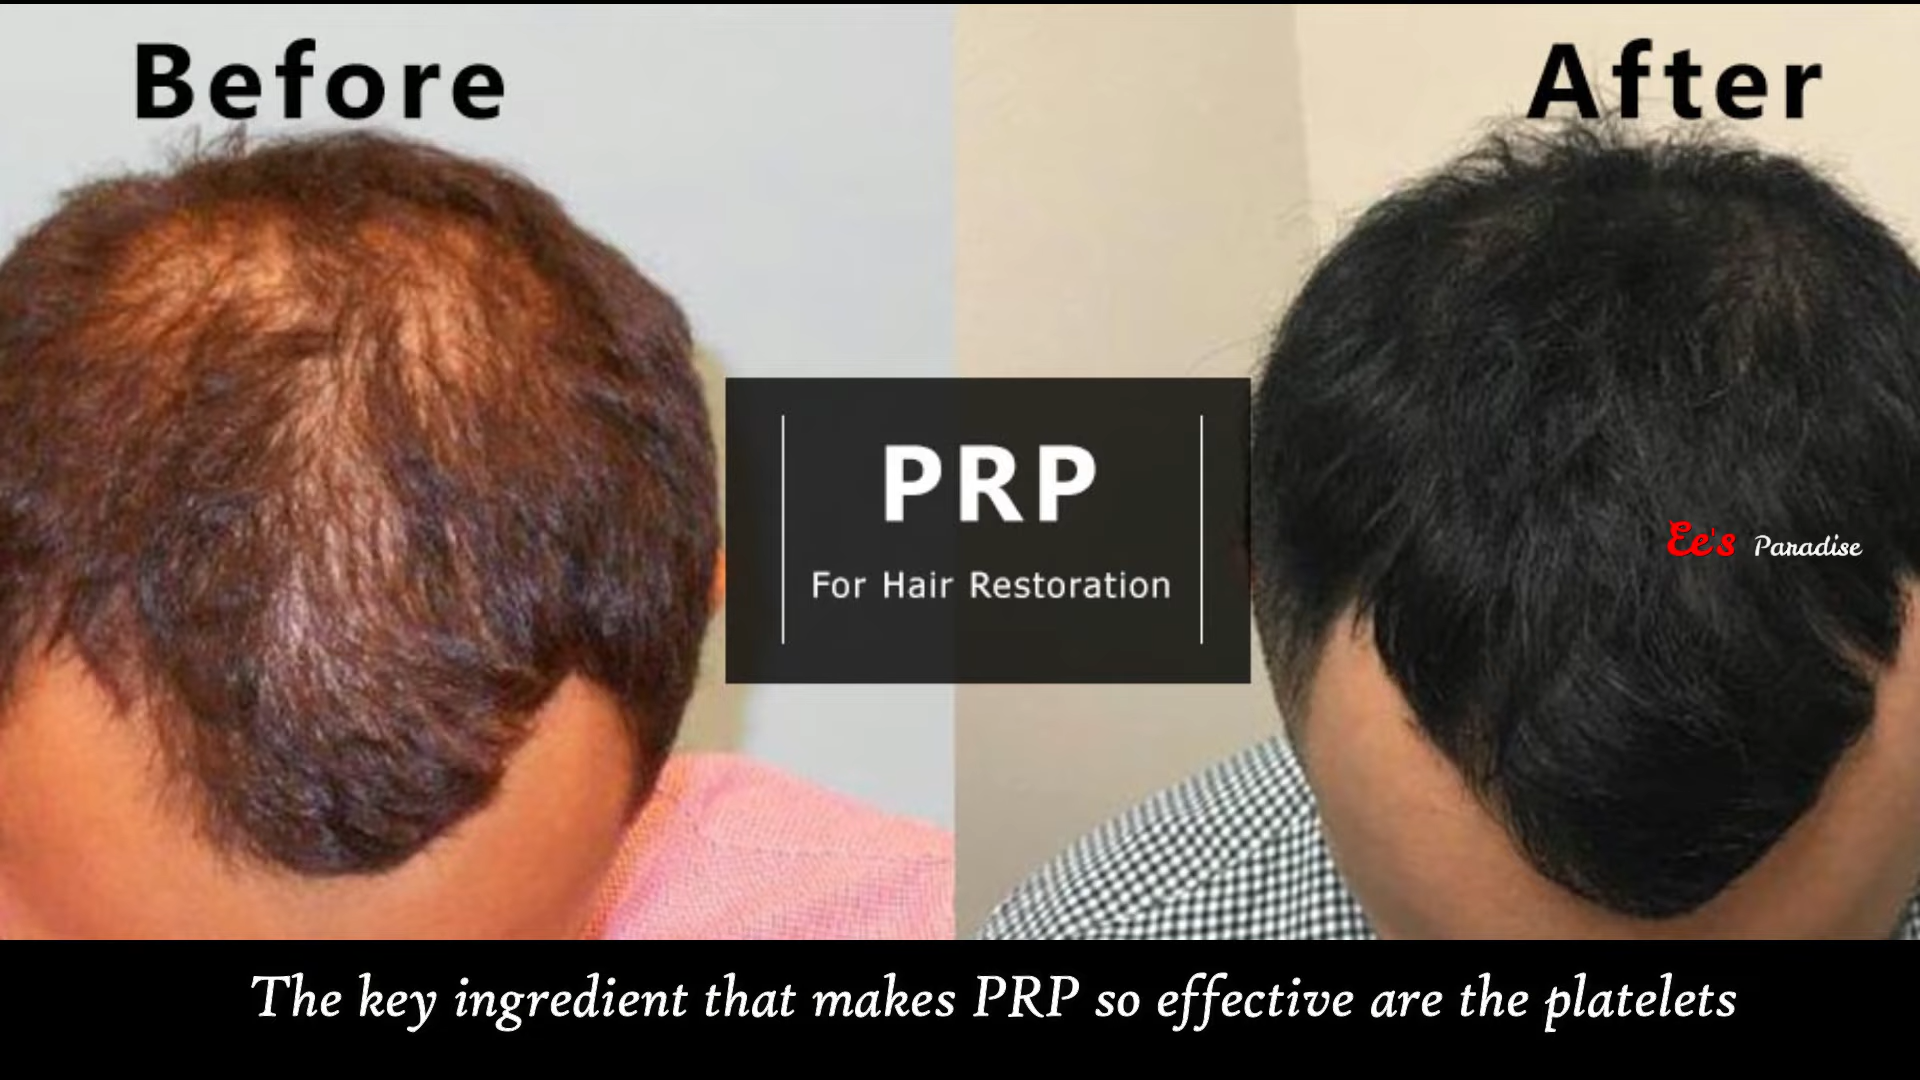 Before
After
PRP
For Hair Restoration
Ee's Paradise
The key ingredient that makes PRP so effective are the platelets